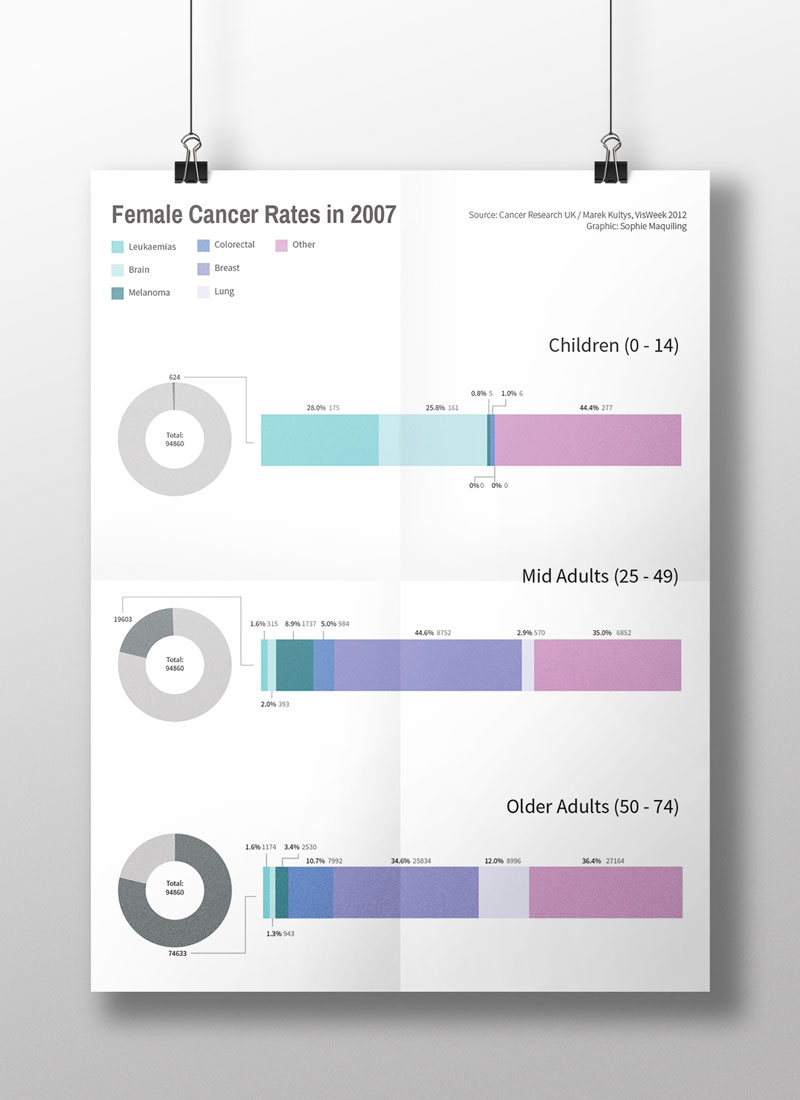 Female Cancer Rates in 2007
Source: Cancer Research UK / Marek Kultys, VisWeek 2012
Graphic: Sophie Maquiling
Leukaemias
Colorectal
Other
Brain
Breast
Melanoma
Lung
Children (0 - 14)
624
Total:
94860
28.0% 175
25.8% 161
0.8% 5
1.0% 6
44.4% 277
0% 0
0% 0
Mid Adults (25 - 49)
19603
Total:
94860
1.6% 315
8.9% 1737
5.0% 984
44.6% 8752
2.9% 570
35.0% 6852
2.0% 393
Older Adults (50 - 74)
Total:
94860
74633
1.6% 1174
3.4% 2530
10.7% 7992
34.6% 25834
12.0% 8996
36.4% 27164
1.3% 943